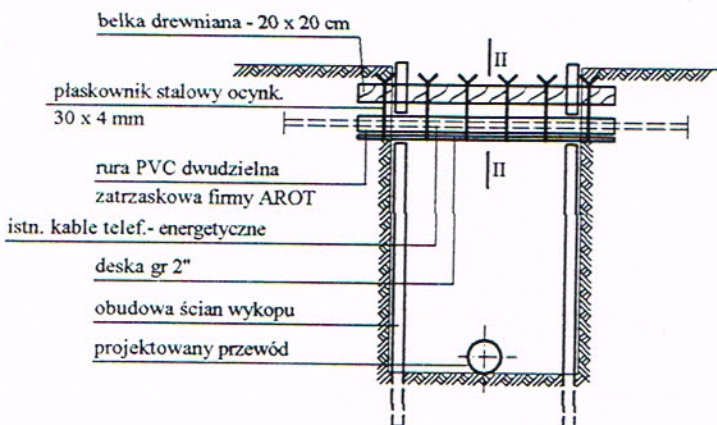 belka drewniana - 20 x 20 cm
II
płaskownik stalowy ocynk.
30 x 4 mm
rura PVC dwudzielna
zatrzaskowa firmy AROT
II
istn. kable telef.- energetyczne
deska gr 2"
obudowa ścian wykopu
projektowany przewód